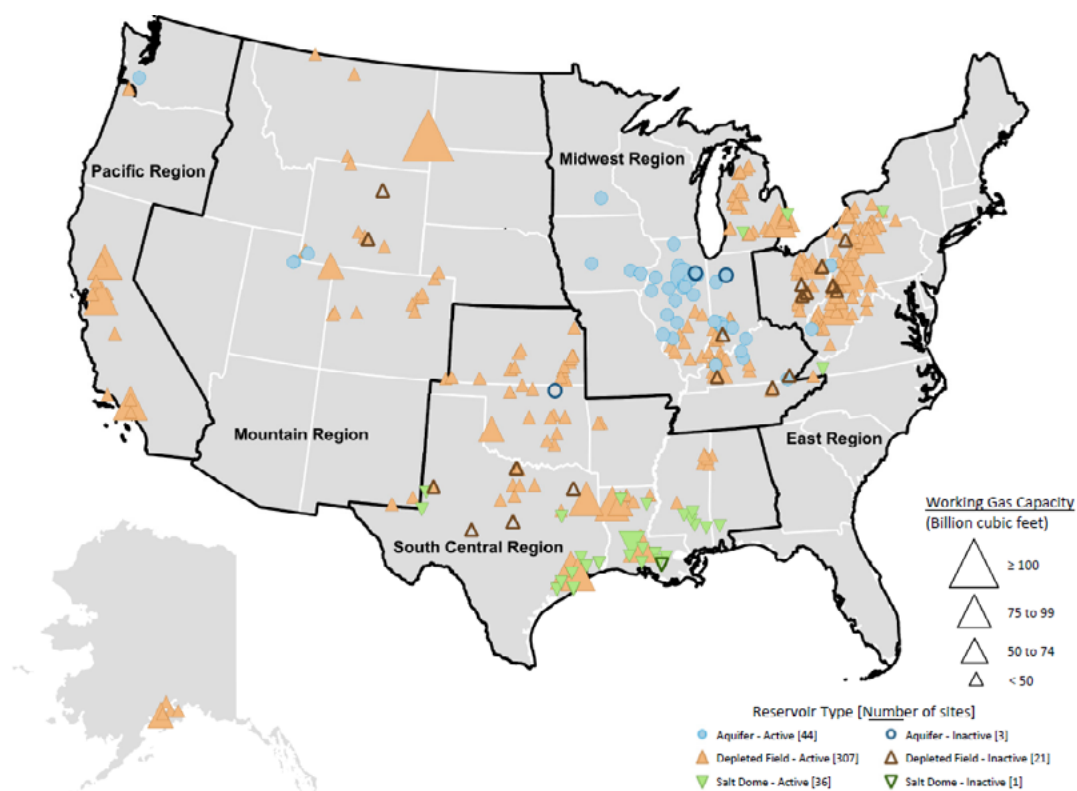 Pacific Region
Midwest Region
Mountain Region
East Region
South Central Region
Working Gas Capacity
(Billion cubic feet)
≥ 100
75 to 99
50 to 74
< 50
Reservoir Type [Number of sites]
Aquifer - Active [44]
Aquifer - Inactive [3]
Depleted Field - Active [307]
Depleted Field - Inactive [21]
Salt Dome - Active [36]
Salt Dome - Inactive [1]